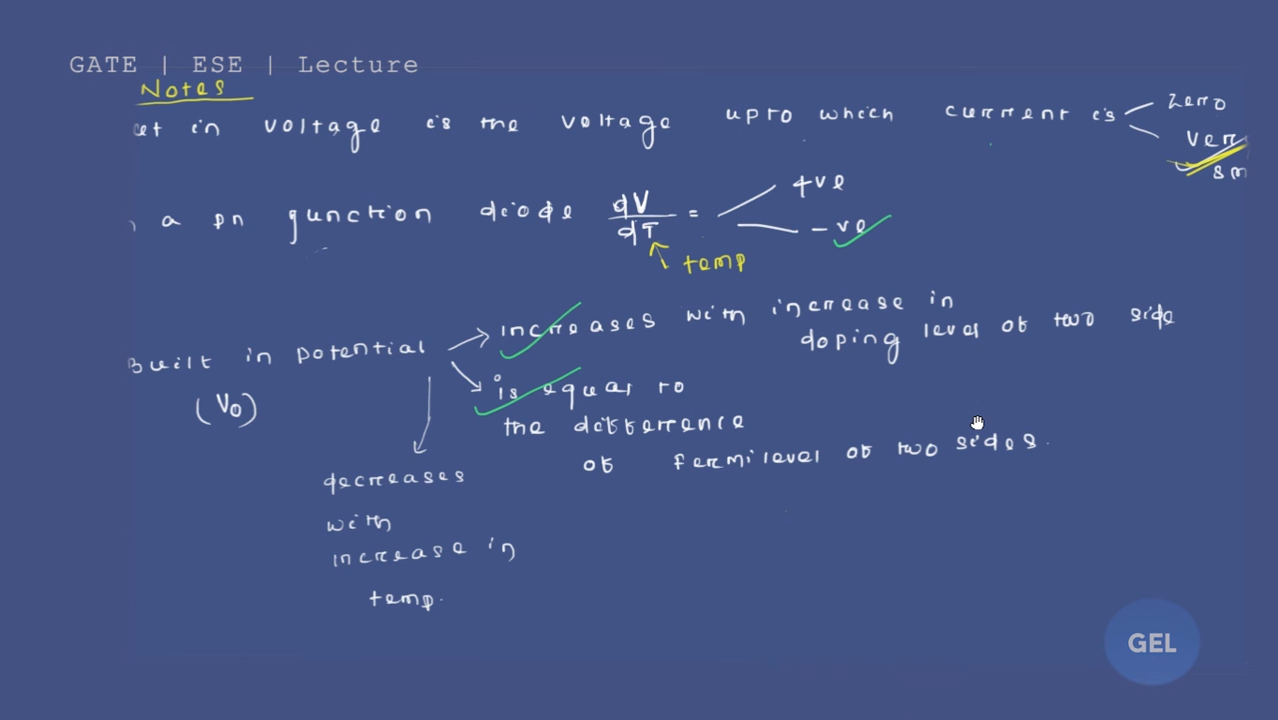 GATE | ESE | Lecture
Notes
cut in voltage is the voltage upto which current is
zero
very
sm
a pn junction diode dV/dT =
+ve
-ve
temp
Built in potential
(V0)
increases with increase in
doping level of two side
is equal to
the difference
of fermi level of two sides.
decreases
with
increase in
temp.
GEL